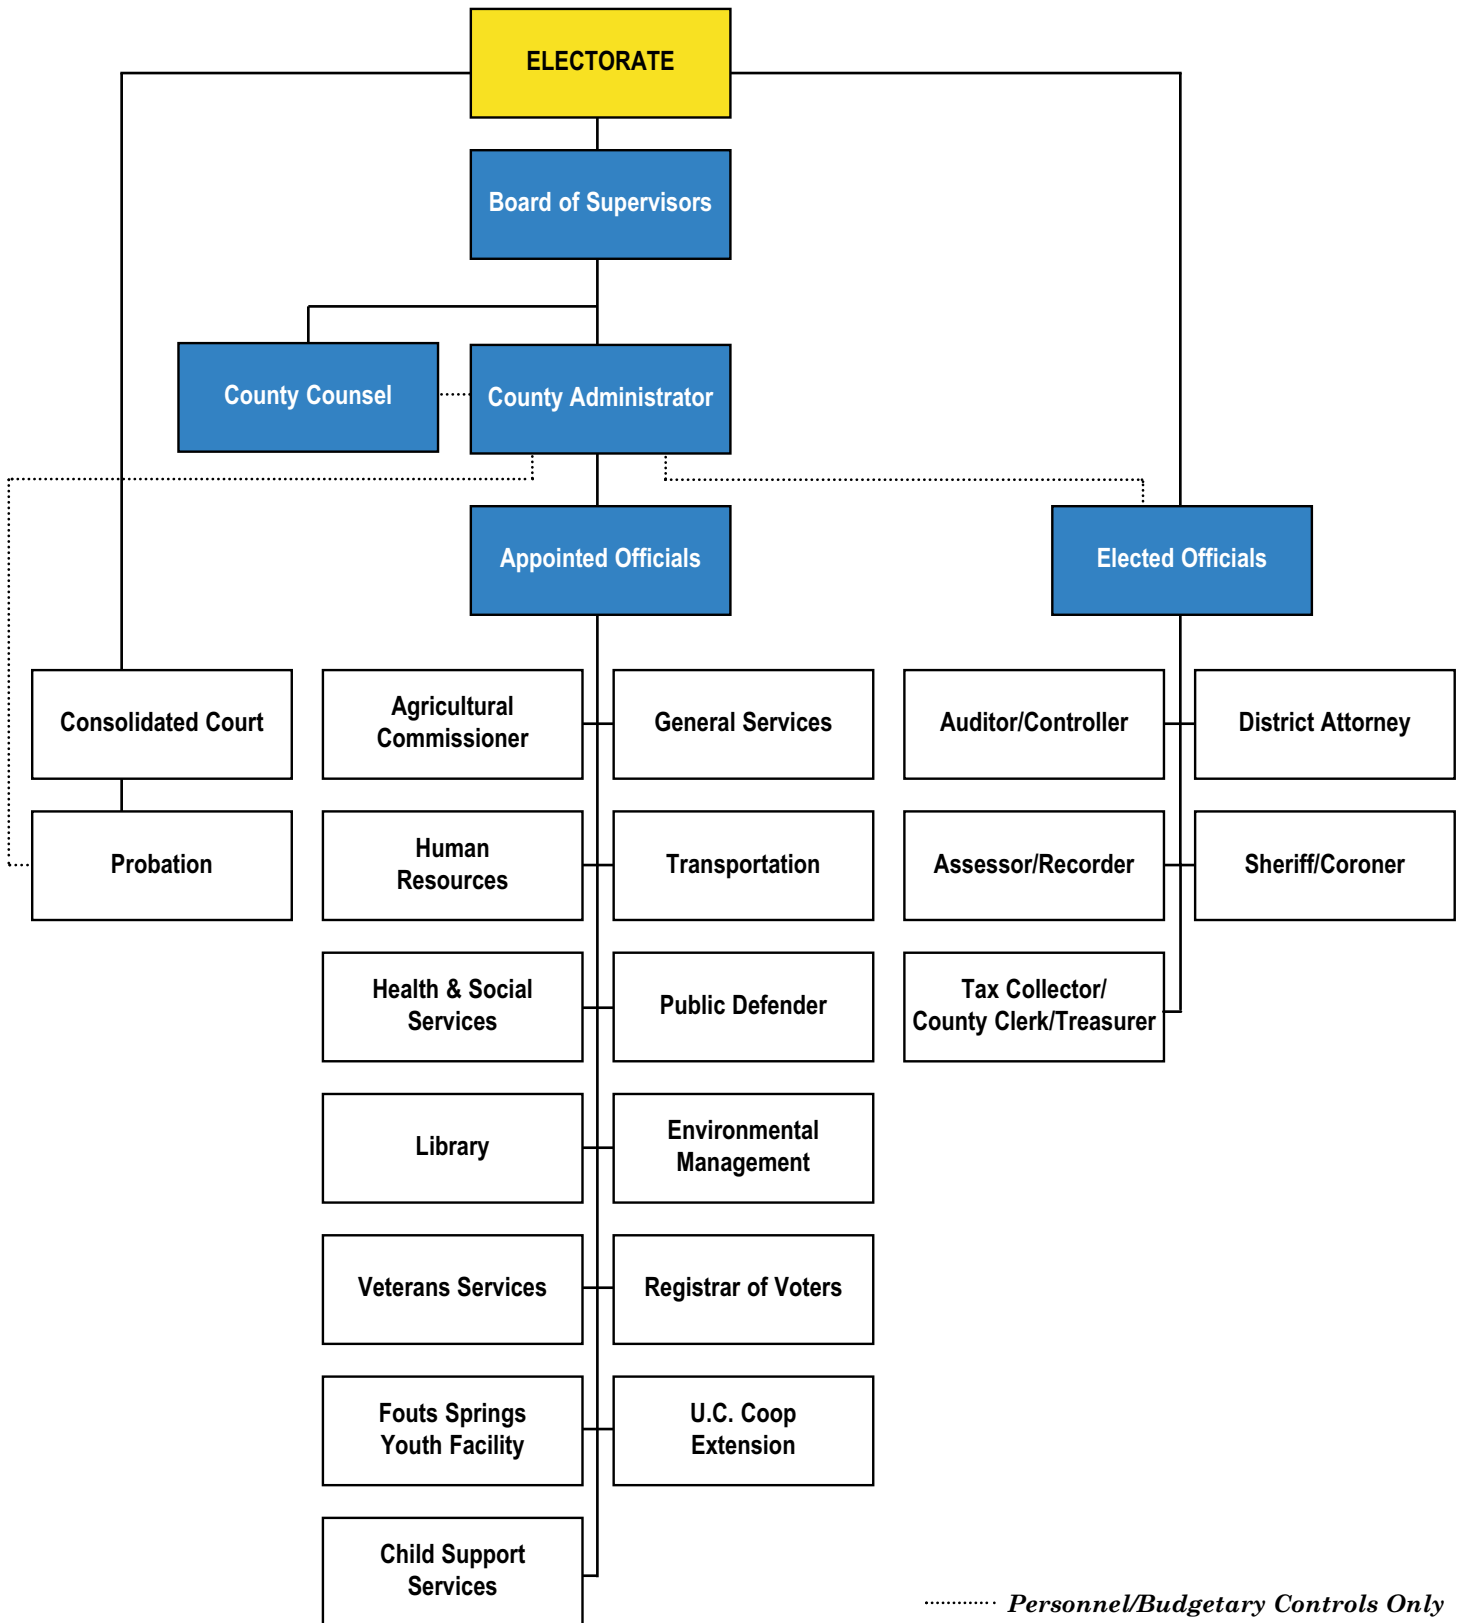 ELECTORATE
Board of Supervisors
County Counsel
County Administrator
Appointed Officials
Elected Officials
Consolidated Court
Probation
Agricultural
Commissioner
General Services
Human
Resources
Transportation
Health & Social
Services
Public Defender
Library
Environmental
Management
Veterans Services
Registrar of Voters
Fouts Springs
Youth Facility
U.C. Coop
Extension
Child Support
Services
Auditor/Controller
District Attorney
Assessor/Recorder
Sheriff/Coroner
Tax Collector/
County Clerk/Treasurer
Personnel/Budgetary Controls Only